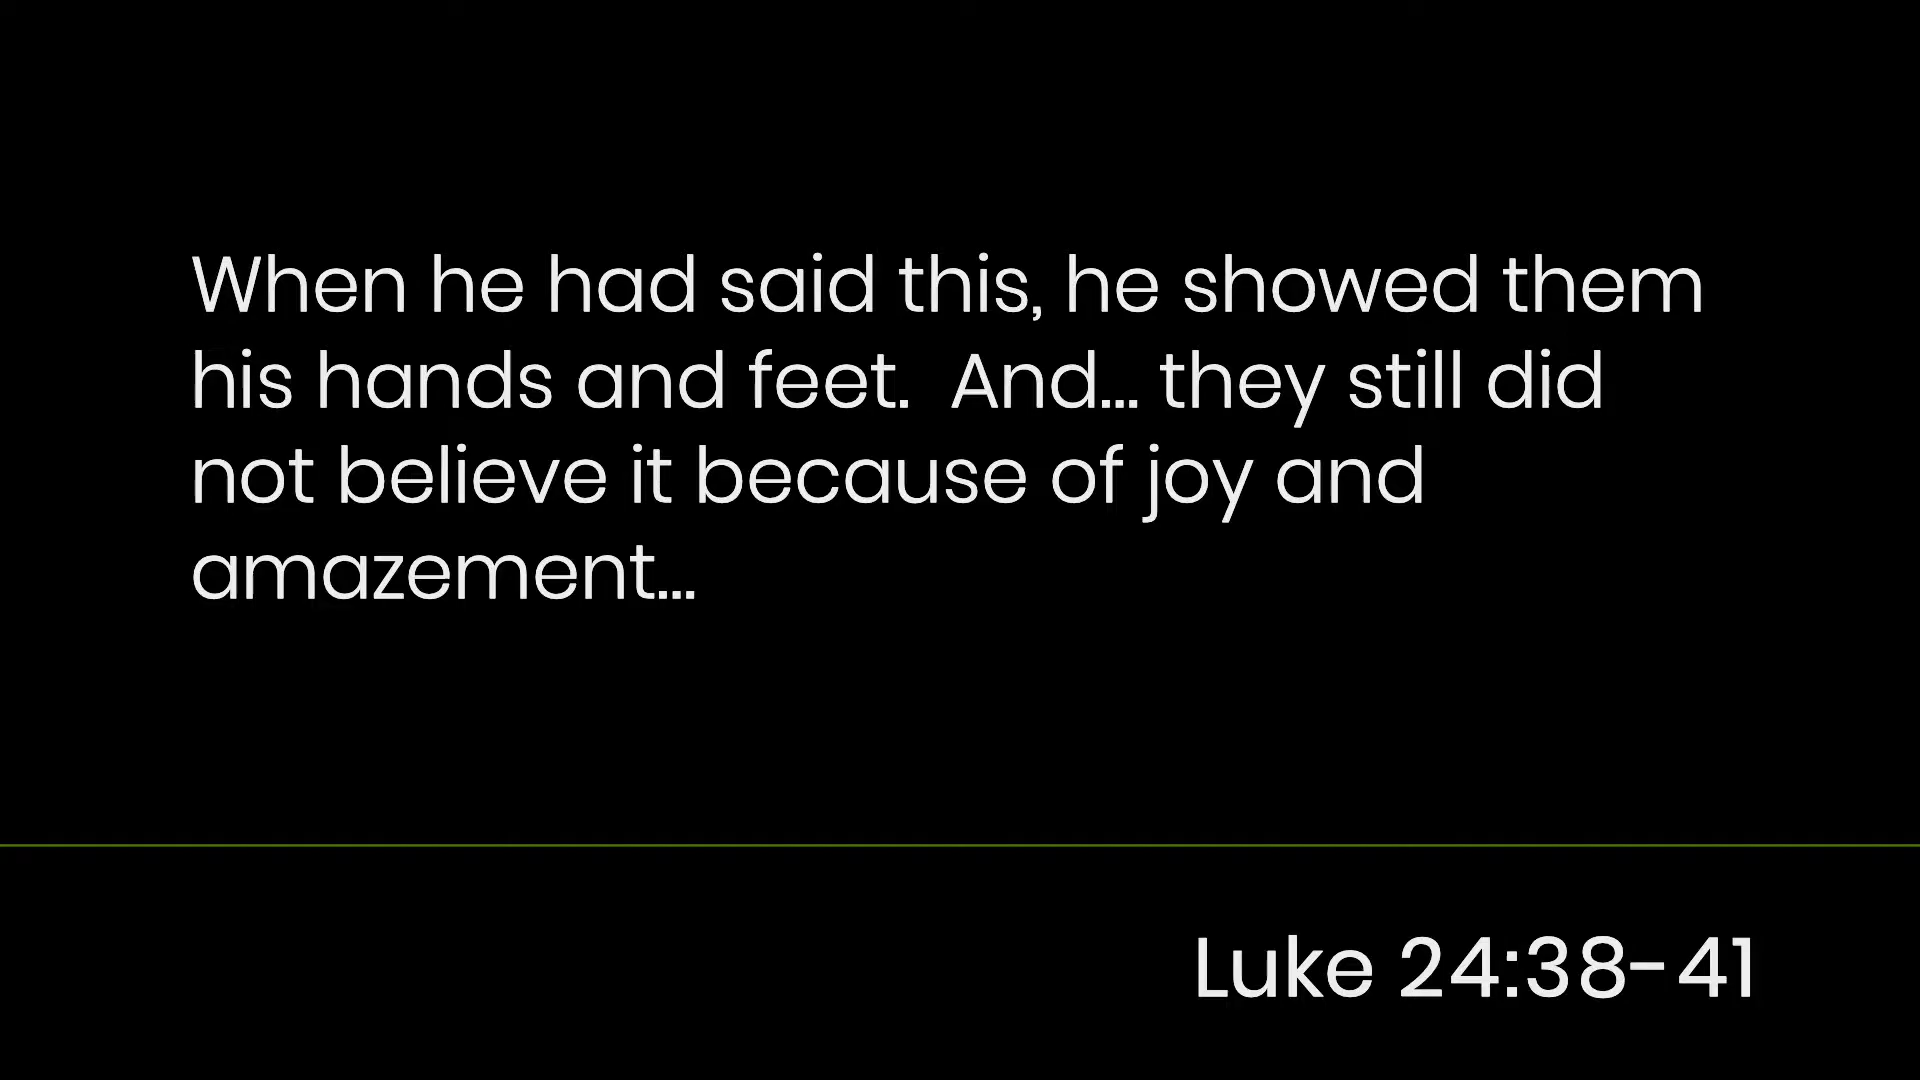 When he had said this, he showed them
his hands and feet.  And... they still did
not believe it because of joy and
amazement...
Luke 24:38-41